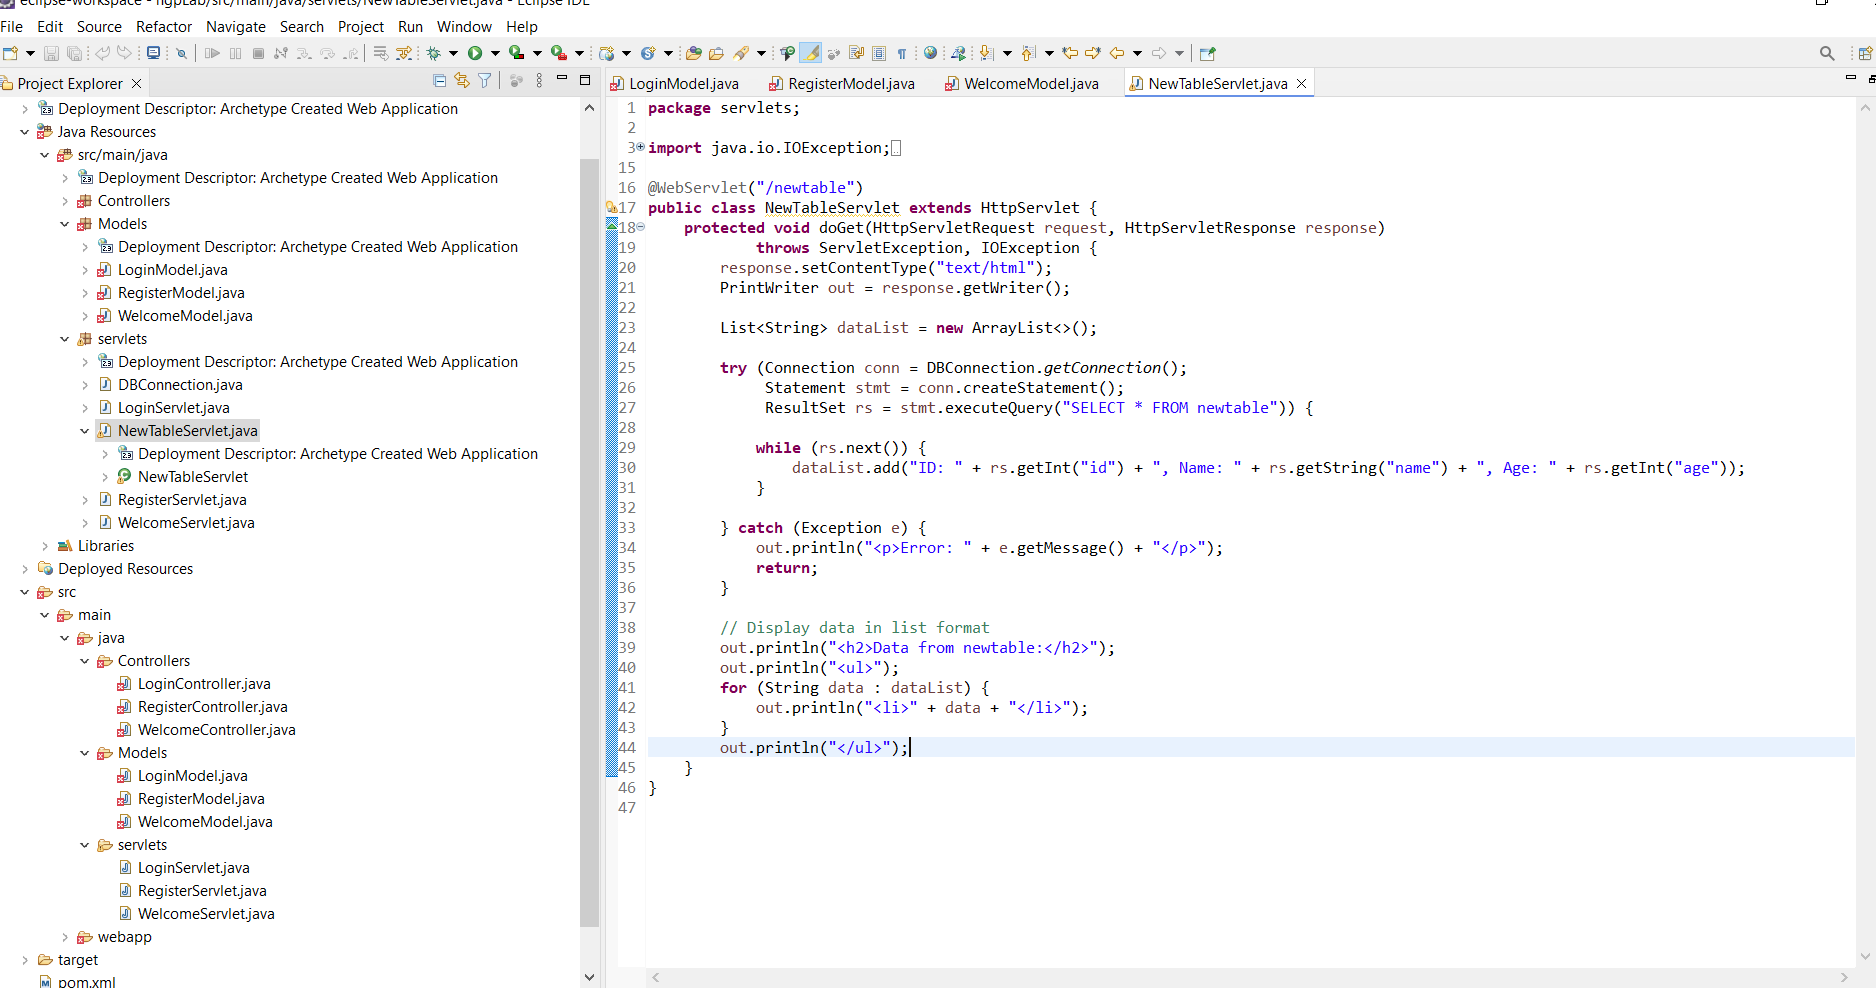 eclipse-workspace - ngpLab/src/main/java/servlets/NewTableServlet.java - Eclipse IDE
File Edit Source Refactor Navigate Search Project Run Window Help
Project Explorer
Deployment Descriptor: Archetype Created Web Application
Java Resources
src/main/java
Deployment Descriptor: Archetype Created Web Application
Controllers
Models
Deployment Descriptor: Archetype Created Web Application
LoginModel.java
RegisterModel.java
WelcomeModel.java
servlets
Deployment Descriptor: Archetype Created Web Application
DBConnection.java
LoginServlet.java
NewTableServlet.java
Deployment Descriptor: Archetype Created Web Application
NewTableServlet
RegisterServlet.java
WelcomeServlet.java
Libraries
Deployed Resources
src
main
java
Controllers
LoginController.java
RegisterController.java
WelcomeController.java
Models
LoginModel.java
RegisterModel.java
WelcomeModel.java
servlets
LoginServlet.java
RegisterServlet.java
WelcomeServlet.java
webapp
target
pom.xml
LoginModel.java RegisterModel.java WelcomeModel.java NewTableServlet.java
1 package servlets;
2
3 import java.io.IOException;
15
16 @WebServlet("/newtable")
17 public class NewTableServlet extends HttpServlet {
18 protected void doGet(HttpServletRequest request, HttpServletResponse response)
19 throws ServletException, IOException {
20 response.setContentType("text/html");
21 PrintWriter out = response.getWriter();
22
23 List<String> dataList = new ArrayList<>();
24
25 try (Connection conn = DBConnection.getConnection();
26 Statement stmt = conn.createStatement();
27 ResultSet rs = stmt.executeQuery("SELECT * FROM newtable")) {
28
29 while (rs.next()) {
30 dataList.add("ID: " + rs.getInt("id") + ", Name: " + rs.getString("name") + ", Age: " + rs.getInt("age"));
31 }
32
33 } catch (Exception e) {
34 out.println("<p>Error: " + e.getMessage() + "</p>");
35 return;
36 }
37
38 // Display data in list format
39 out.println("<h2>Data from newtable:</h2>");
40 out.println("<ul>");
41 for (String data : dataList) {
42 out.println("<li>" + data + "</li>");
43 }
44 out.println("</ul>");
45 }
46 }
47